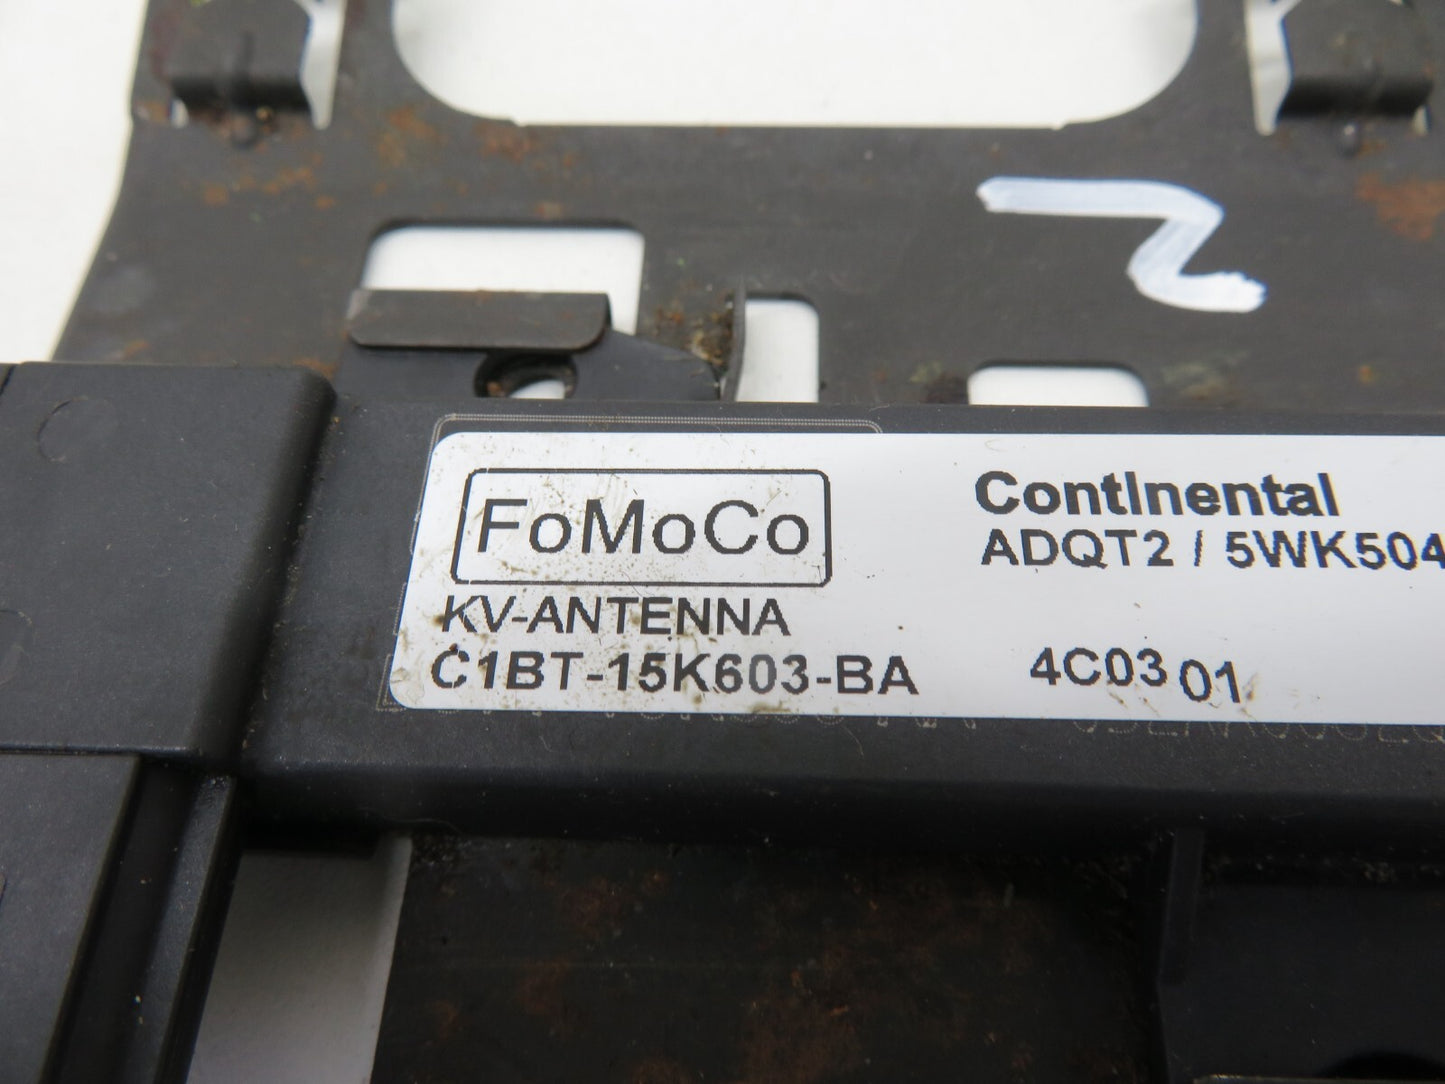 FoMoCo
KV-ANTENNA
C1BT-15K603-BA
Continental
ADQT2 / 5WK504
4C03 01